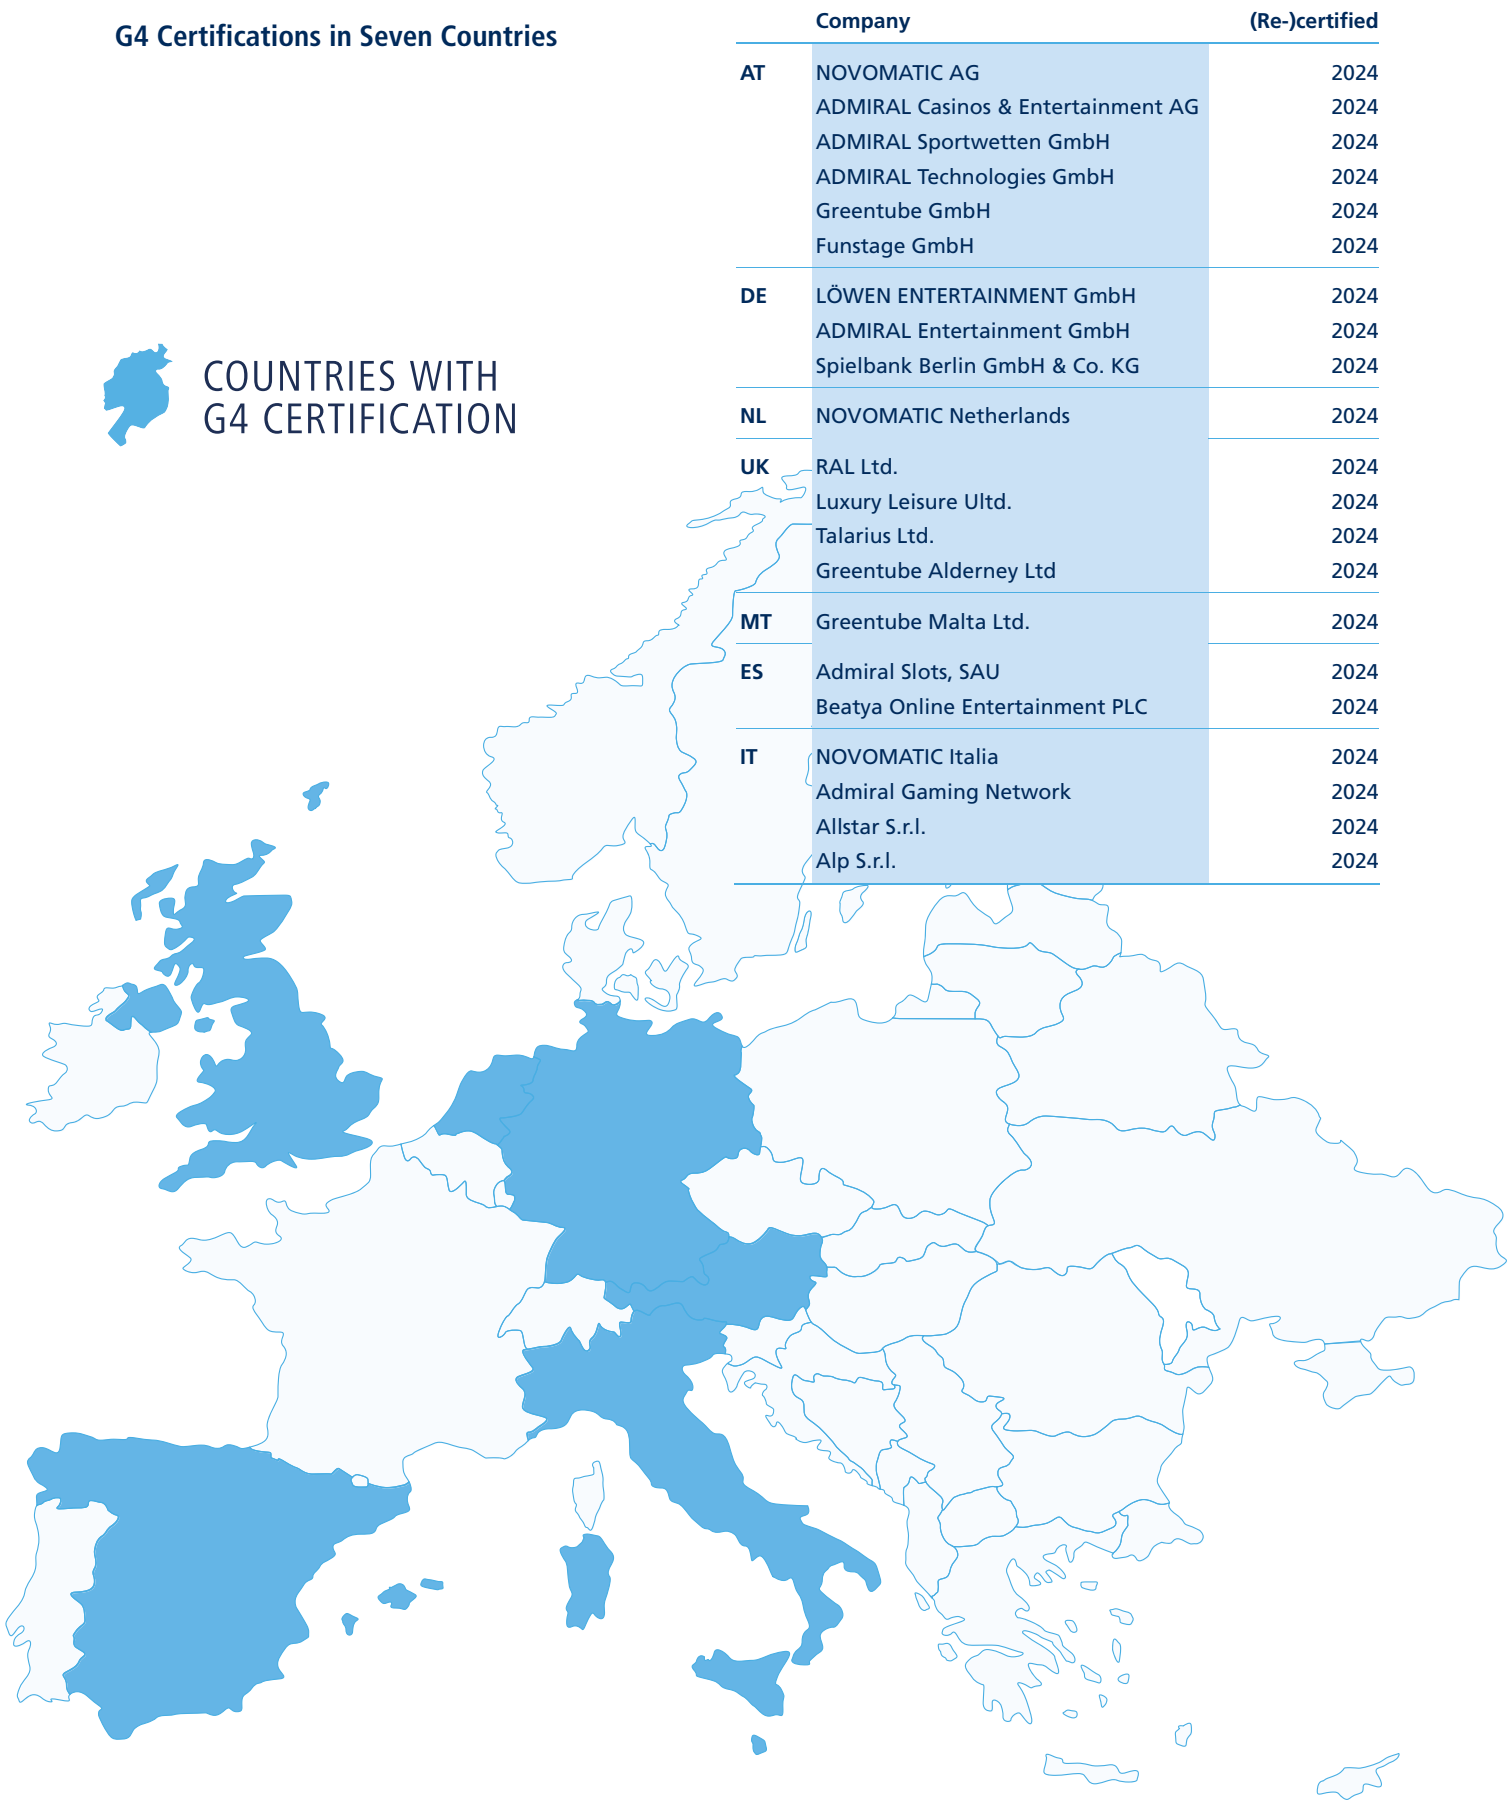 G4 Certifications in Seven Countries
Company (Re-)certified
AT NOVOMATIC AG 2024
ADMIRAL Casinos & Entertainment AG 2024
ADMIRAL Sportwetten GmbH 2024
ADMIRAL Technologies GmbH 2024
Greentube GmbH 2024
Funstage GmbH 2024
DE LÖWEN ENTERTAINMENT GmbH 2024
ADMIRAL Entertainment GmbH 2024
Spielbank Berlin GmbH & Co. KG 2024
NL NOVOMATIC Netherlands 2024
UK RAL Ltd. 2024
Luxury Leisure Ultd. 2024
Talarius Ltd. 2024
Greentube Alderney Ltd 2024
MT Greentube Malta Ltd. 2024
ES Admiral Slots, SAU 2024
Beatya Online Entertainment PLC 2024
IT NOVOMATIC Italia 2024
Admiral Gaming Network 2024
Allstar S.r.l. 2024
Alp S.r.l. 2024
COUNTRIES WITH
G4 CERTIFICATION